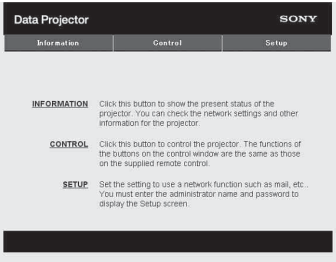 Data Projector
SONY
Information Control Setup
INFORMATION Click this button to show the present status of the
projector. You can check the network settings and other
information for the projector.
CONTROL Click this button to control the projector. The functions of
the buttons on the control window are the same as those
on the supplied remote control.
SETUP Set the setting to use a network function such as mail, etc..
You must enter the administrator name and password to
display the Setup screen.